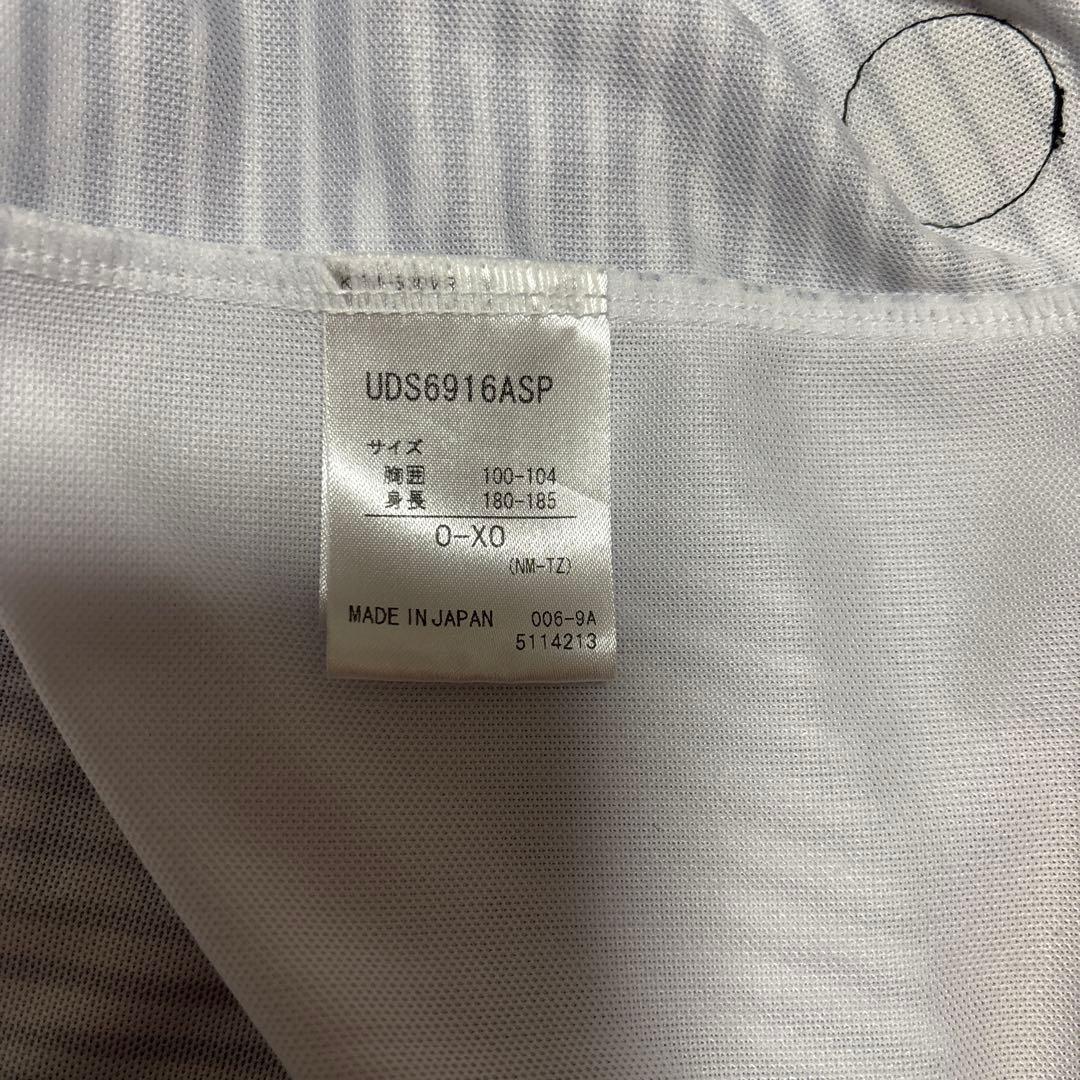 UDS6916ASP
サイズ
胸囲 100-104
身長 180-185
O-XO
(NM-TZ)
MADE IN JAPAN 006-9A
5114213